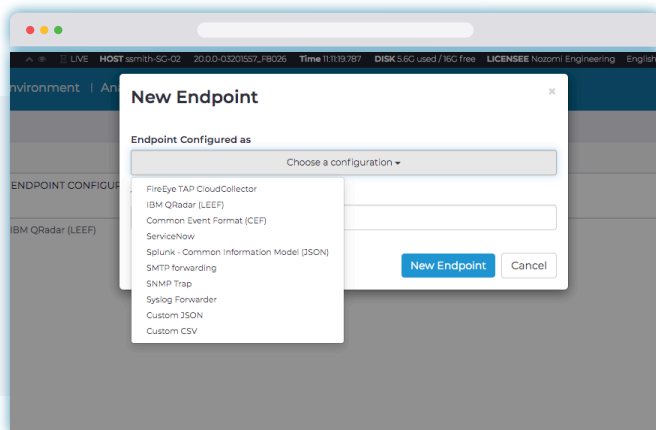 LIVE HOST ssmith-SG-02 20.0.0-03201557_F8026 Time 11:11:19.787 DISK 5.6G used / 16G free LICENSEE Nozomi Engineering English
nvironment | Ana
New Endpoint ×
Endpoint Configured as
Choose a configuration
ENDPOINT CONFIGUR
FireEye TAP CloudCollector
IBM QRadar (LEEF)
Common Event Format (CEF)
IBM QRadar (LEEF)
ServiceNow
Splunk - Common Information Model (JSON)
SMTP forwarding
New Endpoint Cancel
SNMP Trap
Syslog Forwarder
Custom JSON
Custom CSV